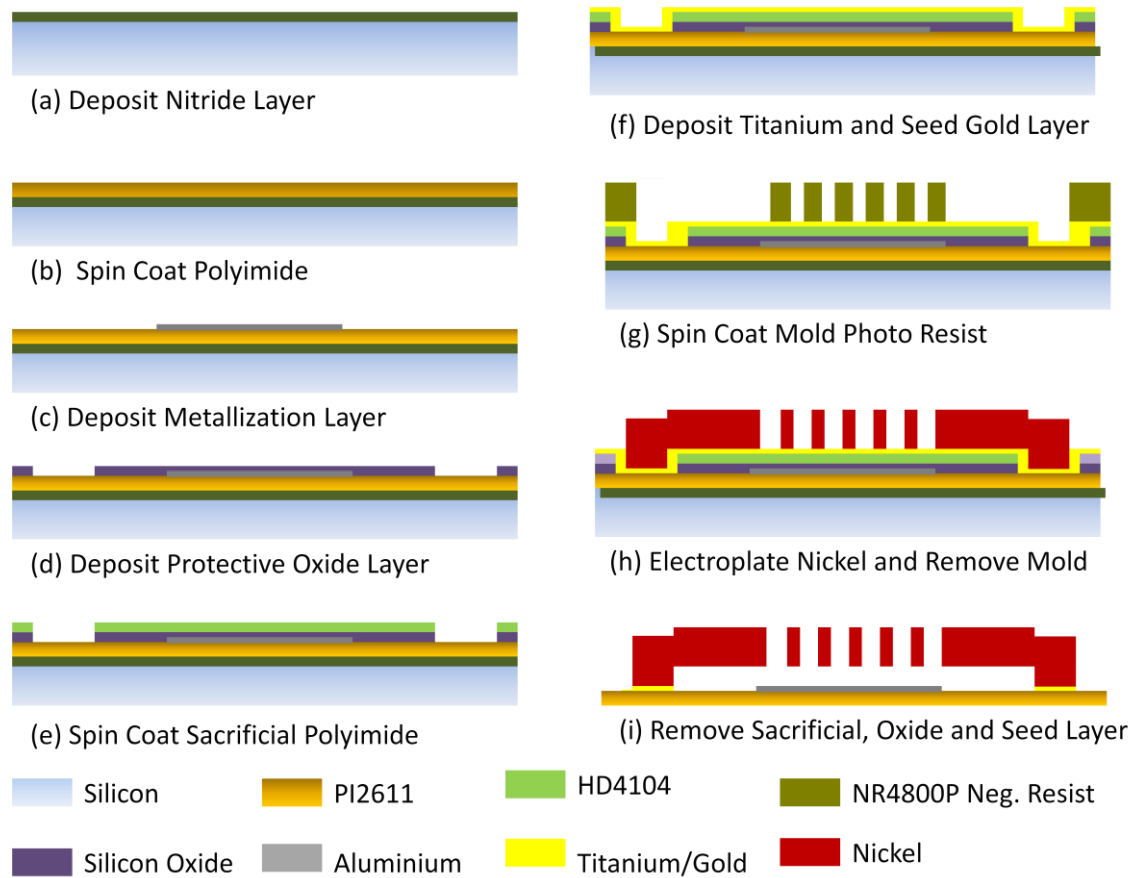 (a) Deposit Nitride Layer
(b) Spin Coat Polyimide
(c) Deposit Metallization Layer
(d) Deposit Protective Oxide Layer
(e) Spin Coat Sacrificial Polyimide
(f) Deposit Titanium and Seed Gold Layer
(g) Spin Coat Mold Photo Resist
(h) Electroplate Nickel and Remove Mold
(i) Remove Sacrificial, Oxide and Seed Layer
Silicon
PI2611
HD4104
NR4800P Neg. Resist
Silicon Oxide
Aluminium
Titanium/Gold
Nickel